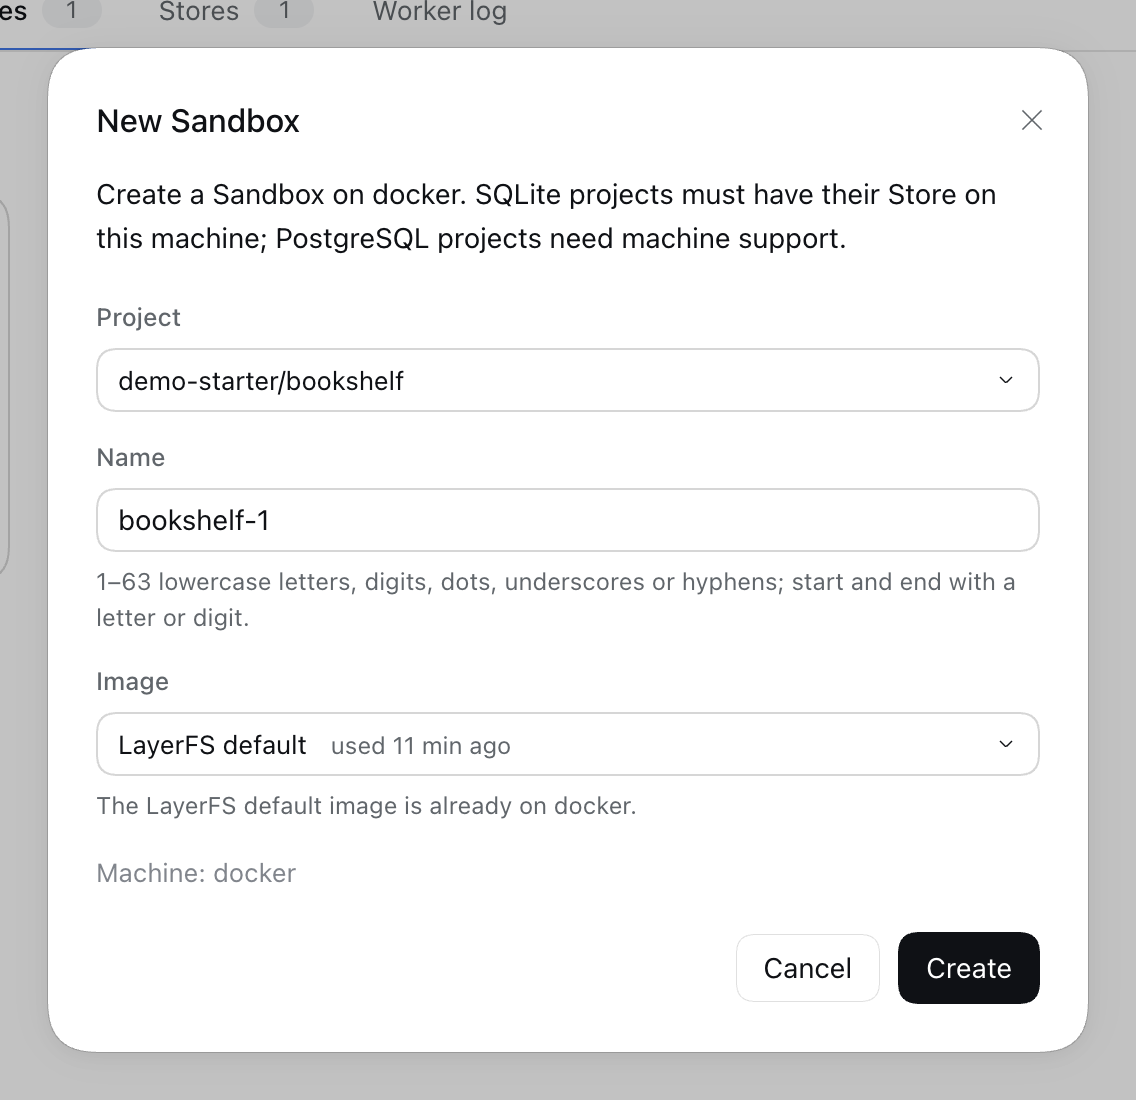 es 1 Stores 1 Worker log
New Sandbox
Create a Sandbox on docker. SQLite projects must have their Store on
this machine; PostgreSQL projects need machine support.
Project
demo-starter/bookshelf
Name
bookshelf-1
1–63 lowercase letters, digits, dots, underscores or hyphens; start and end with a
letter or digit.
Image
LayerFS default used 11 min ago
The LayerFS default image is already on docker.
Machine: docker
Cancel Create